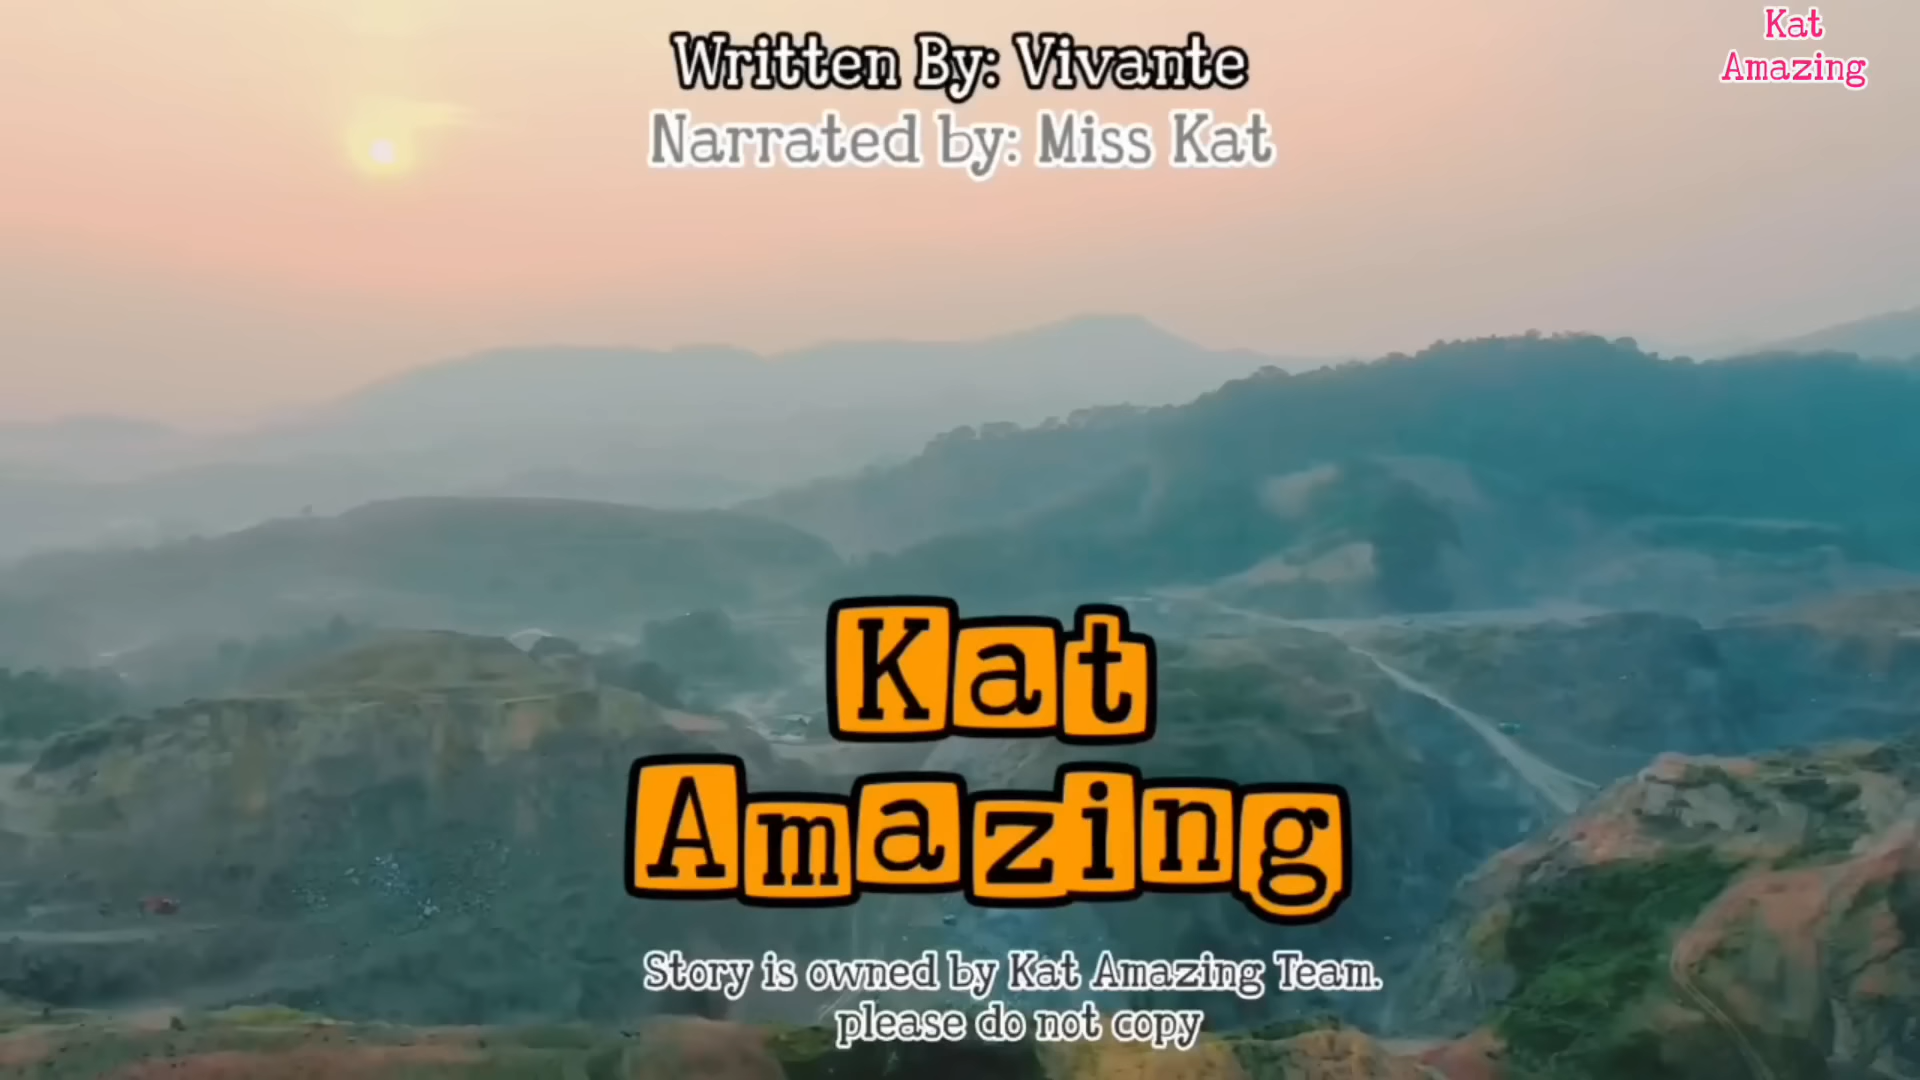 Written By: Vivante
Narrated by: Miss Kat
Kat
Amazing
Kat
Amazing
Story is owned by Kat Amazing Team.
please do not copy